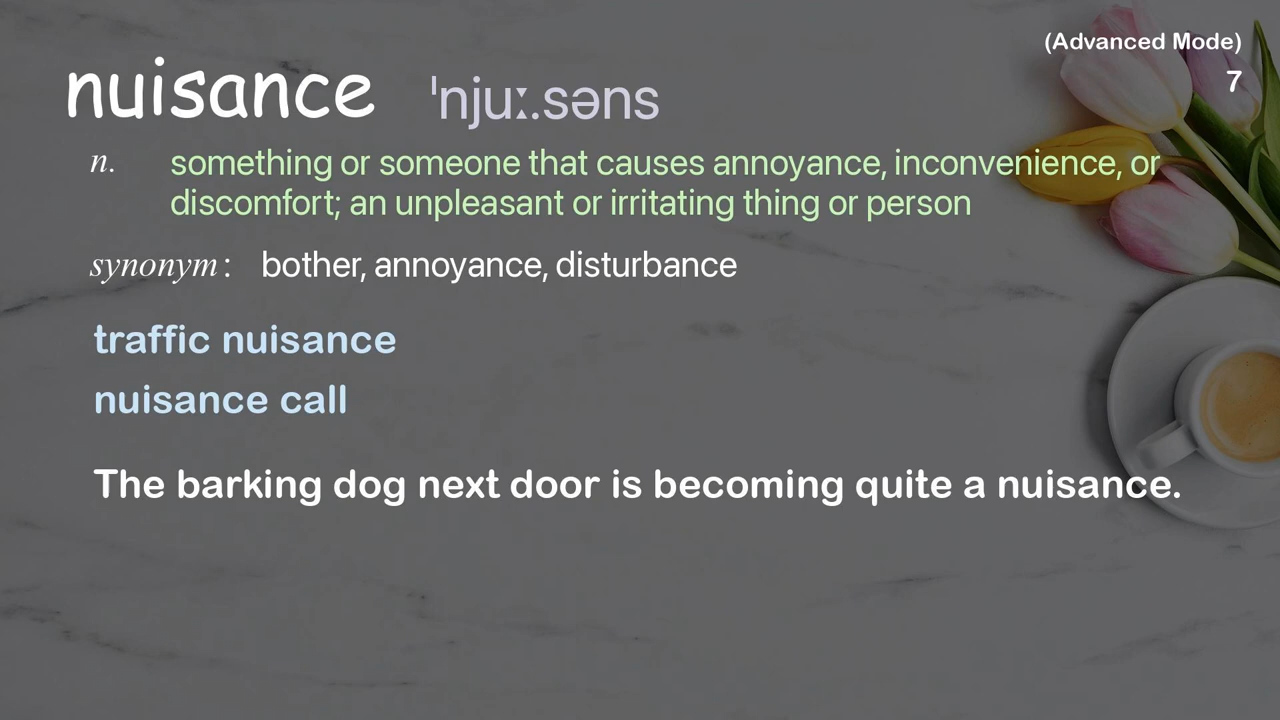 (Advanced Mode)
7
nuisance ˈnjuː.səns
n. something or someone that causes annoyance, inconvenience, or
discomfort; an unpleasant or irritating thing or person
synonym: bother, annoyance, disturbance
traffic nuisance
nuisance call
The barking dog next door is becoming quite a nuisance.